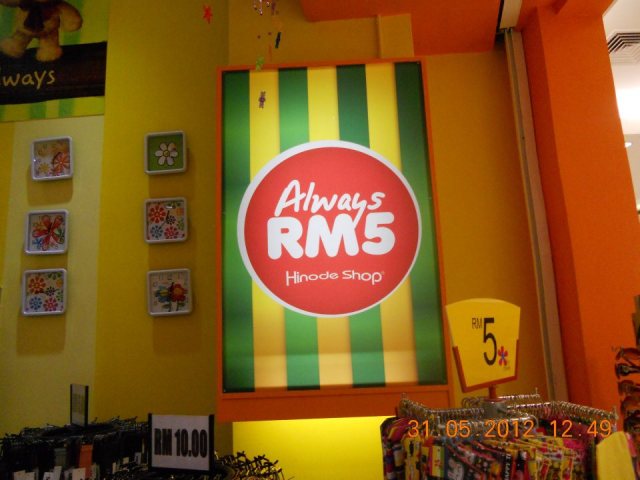 ways
Always
RM5
Hinode Shop
RM 5
RM 10.00
31.05.2012 12:49